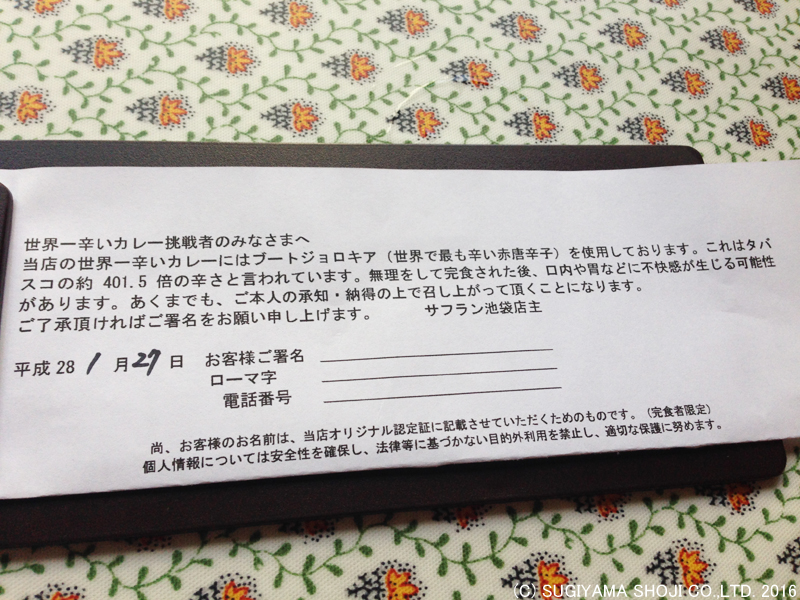 世界一辛いカレー挑戦者のみなさまへ
当店の世界一辛いカレーにはブートジョロキア（世界で最も辛い赤唐辛子）を使用しております。これはタバ
スコの約 401.5 倍の辛さと言われています。無理をして完食された後、口内や胃などに不快感が生じる可能性
があります。あくまでも、ご本人の承知・納得の上で召し上がって頂くことになります。
ご了承頂ければご署名をお願い申し上げます。 サフラン池袋店主
平成 28 1 月 27 日 お客様ご署名
ローマ字
電話番号
尚、お客様のお名前は、当店オリジナル認定証に記載させていただくためのものです。（完食者限定）
個人情報については安全性を確保し、法律等に基づかない目的外利用を禁止し、適切な保護に努めます。
(C) SUGIYAMA SHOJI CO.,LTD. 2016